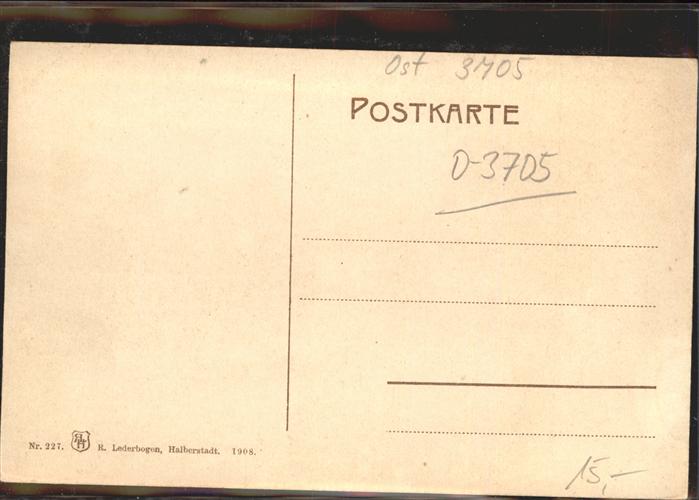 Ost 3705
POSTKARTE
D-3705
Nr. 227. R. Lederbogen, Halberstadt. 1908.
15,-